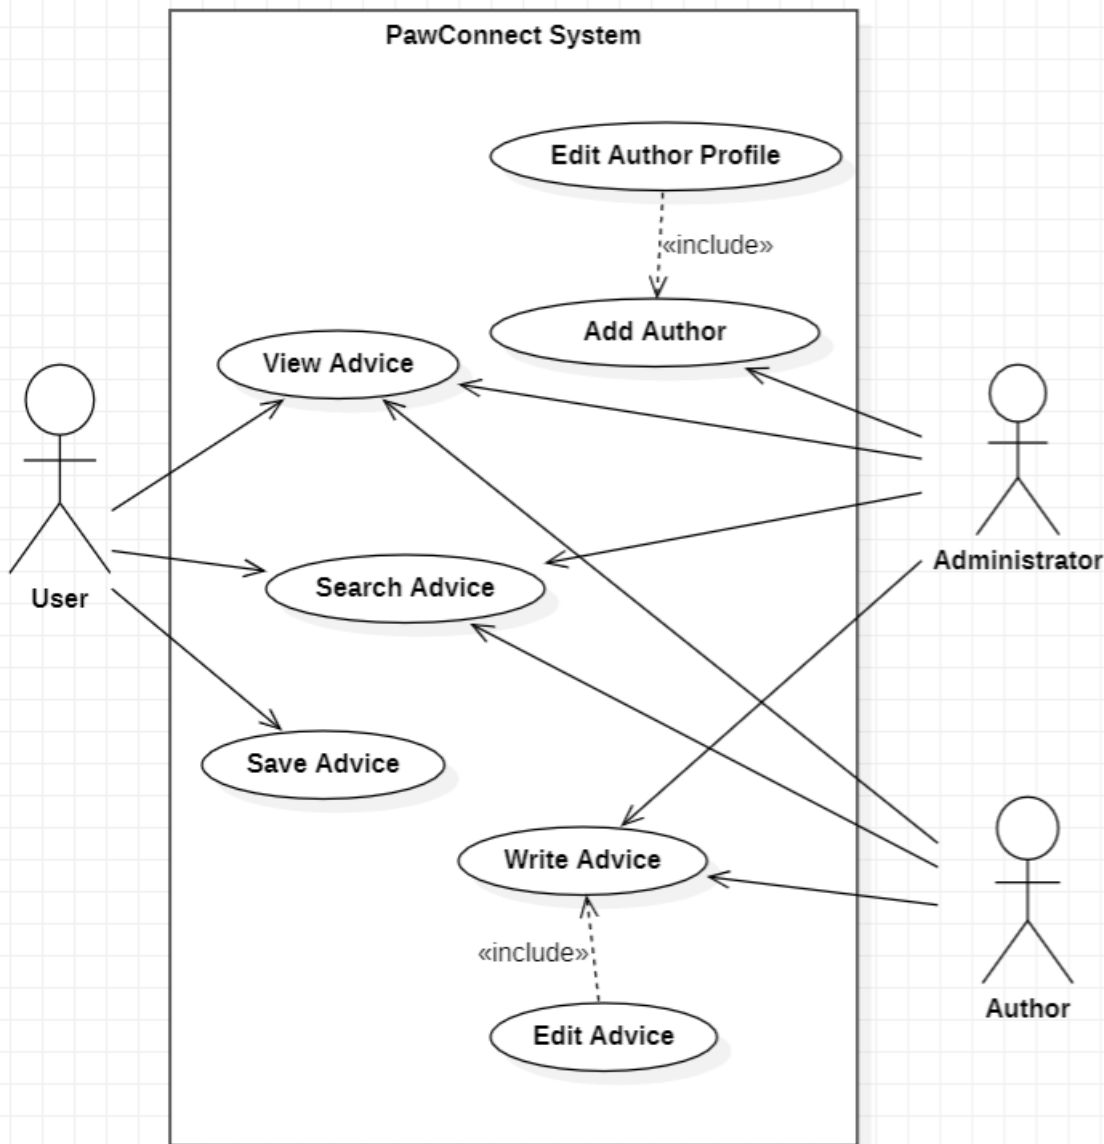 PawConnect System
Edit Author Profile
«include»
Add Author
View Advice
Administrator
Search Advice
User
Save Advice
Write Advice
«include»
Author
Edit Advice